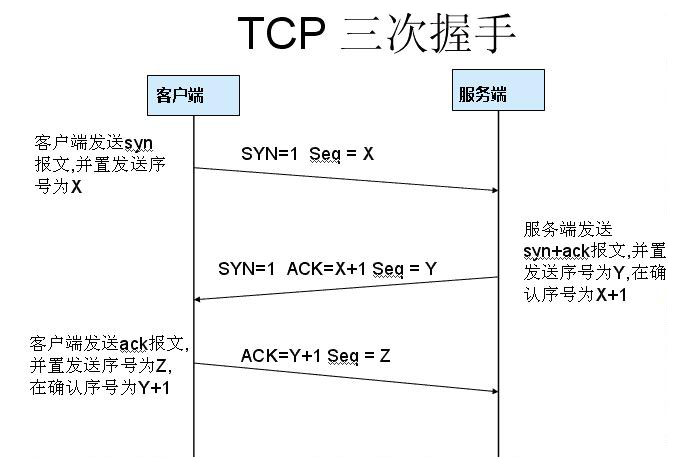 TCP 三次握手
客户端
服务端
客户端发送syn
报文,并置发送序
号为X
SYN=1 Seq = X
服务端发送
syn+ack报文,并置
发送序号为Y,在确
认序号为X+1
SYN=1 ACK=X+1 Seq = Y
客户端发送ack报文,
并置发送序号为Z,
在确认序号为Y+1
ACK=Y+1 Seq = Z